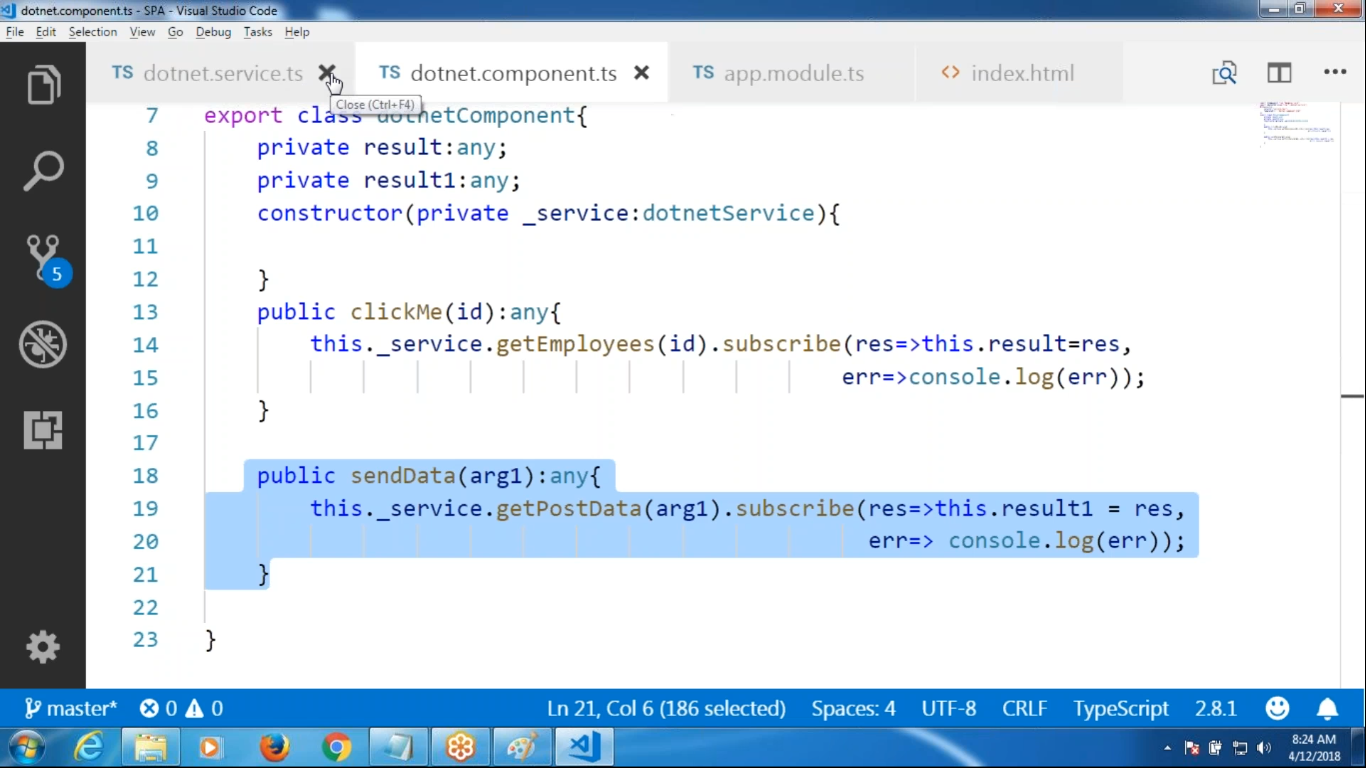 dotnet.component.ts - SPA - Visual Studio Code
File Edit Selection View Go Debug Tasks Help
TS dotnet.service.ts TS dotnet.component.ts TS app.module.ts <> index.html
Close (Ctrl+F4)
7 export class dotnetComponent{
8 private result:any;
9 private result1:any;
10 constructor(private _service:dotnetService){
11
12 }
13 public clickMe(id):any{
14 this._service.getEmployees(id).subscribe(res=>this.result=res,
15 err=>console.log(err));
16 }
17
18 public sendData(arg1):any{
19 this._service.getPostData(arg1).subscribe(res=>this.result1 = res,
20 err=> console.log(err));
21 }
22
23 }
5
master* 0 0 Ln 21, Col 6 (186 selected) Spaces: 4 UTF-8 CRLF TypeScript 2.8.1
8:24 AM
4/12/2018